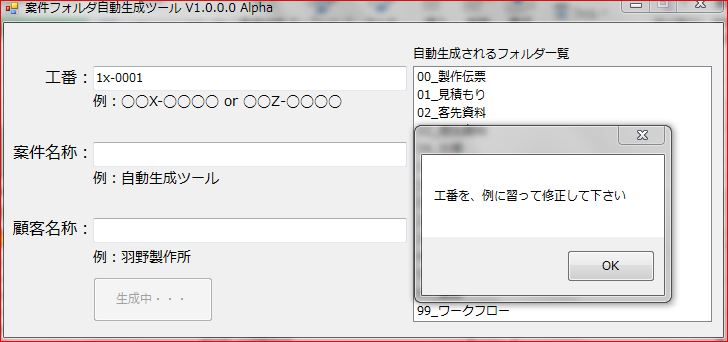 案件フォルダ自動生成ツール V1.0.0.0 Alpha
自動生成されるフォルダ一覧
工番：
1x-0001
例：○○X-○○○○ or ○○Z-○○○○
案件名称：
例：自動生成ツール
顧客名称：
例：羽野製作所
生成中・・・
00_製作伝票
01_見積もり
02_客先資料
工番を、例に習って修正して下さい
OK
99_ワークフロー